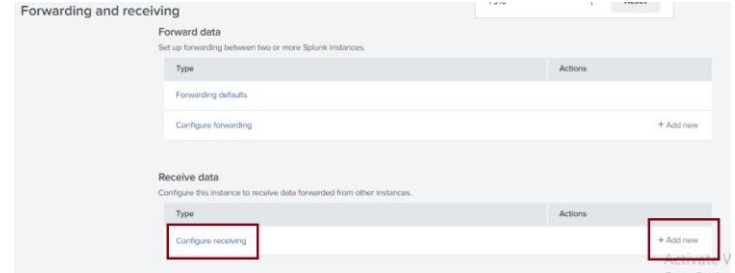 Forwarding and receiving
Forward data
Set up forwarding between two or more Splunk instances.
Type Actions
Forwarding defaults
Configure forwarding + Add new
Receive data
Configure this instance to receive data forwarded from other instances.
Type Actions
Configure receiving + Add new
Activate